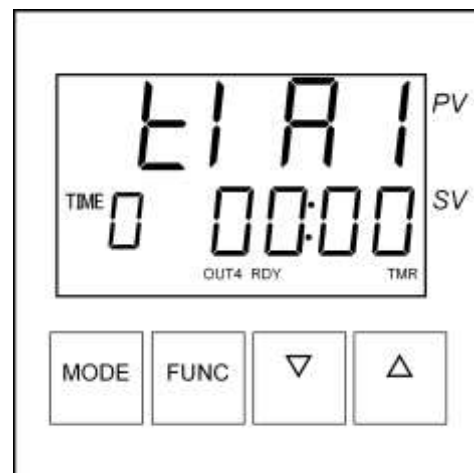 t1A1 PV
TIME 0 00:00 SV
OUT4 RDY TMR
MODE FUNC ▽ △